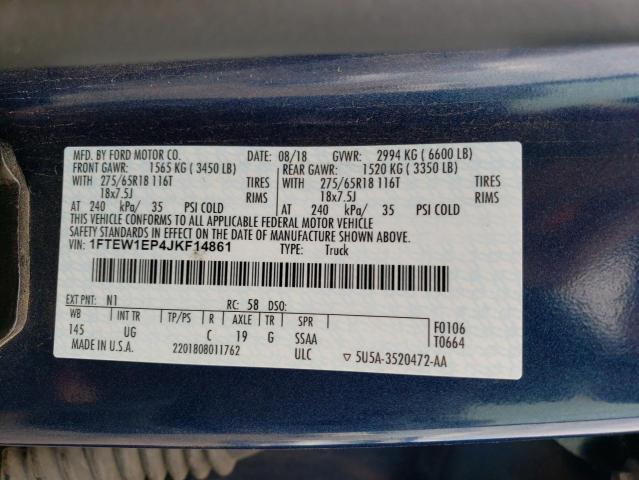 MFD. BY FORD MOTOR CO. DATE: 08/18 GVWR: 2994 KG ( 6600 LB)
FRONT GAWR: 1565 KG ( 3450 LB) REAR GAWR: 1520 KG ( 3350 LB)
WITH 275/65R18 116T TIRES WITH 275/65R18 116T TIRES
18x7.5J RIMS 18x7.5J RIMS
AT 240 kPa/ 35 PSI COLD AT 240 kPa/ 35 PSI COLD
THIS VEHICLE CONFORMS TO ALL APPLICABLE FEDERAL MOTOR VEHICLE
SAFETY STANDARDS IN EFFECT ON THE DATE OF MANUFACTURE SHOWN ABOVE.
VIN: 1FTEW1EP4JKF14861 TYPE: Truck
EXT PNT: N1 RC: 58 DSO:
WB INT TR TP/PS R AXLE TR SPR F0106
145 UG C 19 G SSAA T0664
MADE IN U.S.A. 2201808011762 ULC ▽ 5U5A-3520472-AA